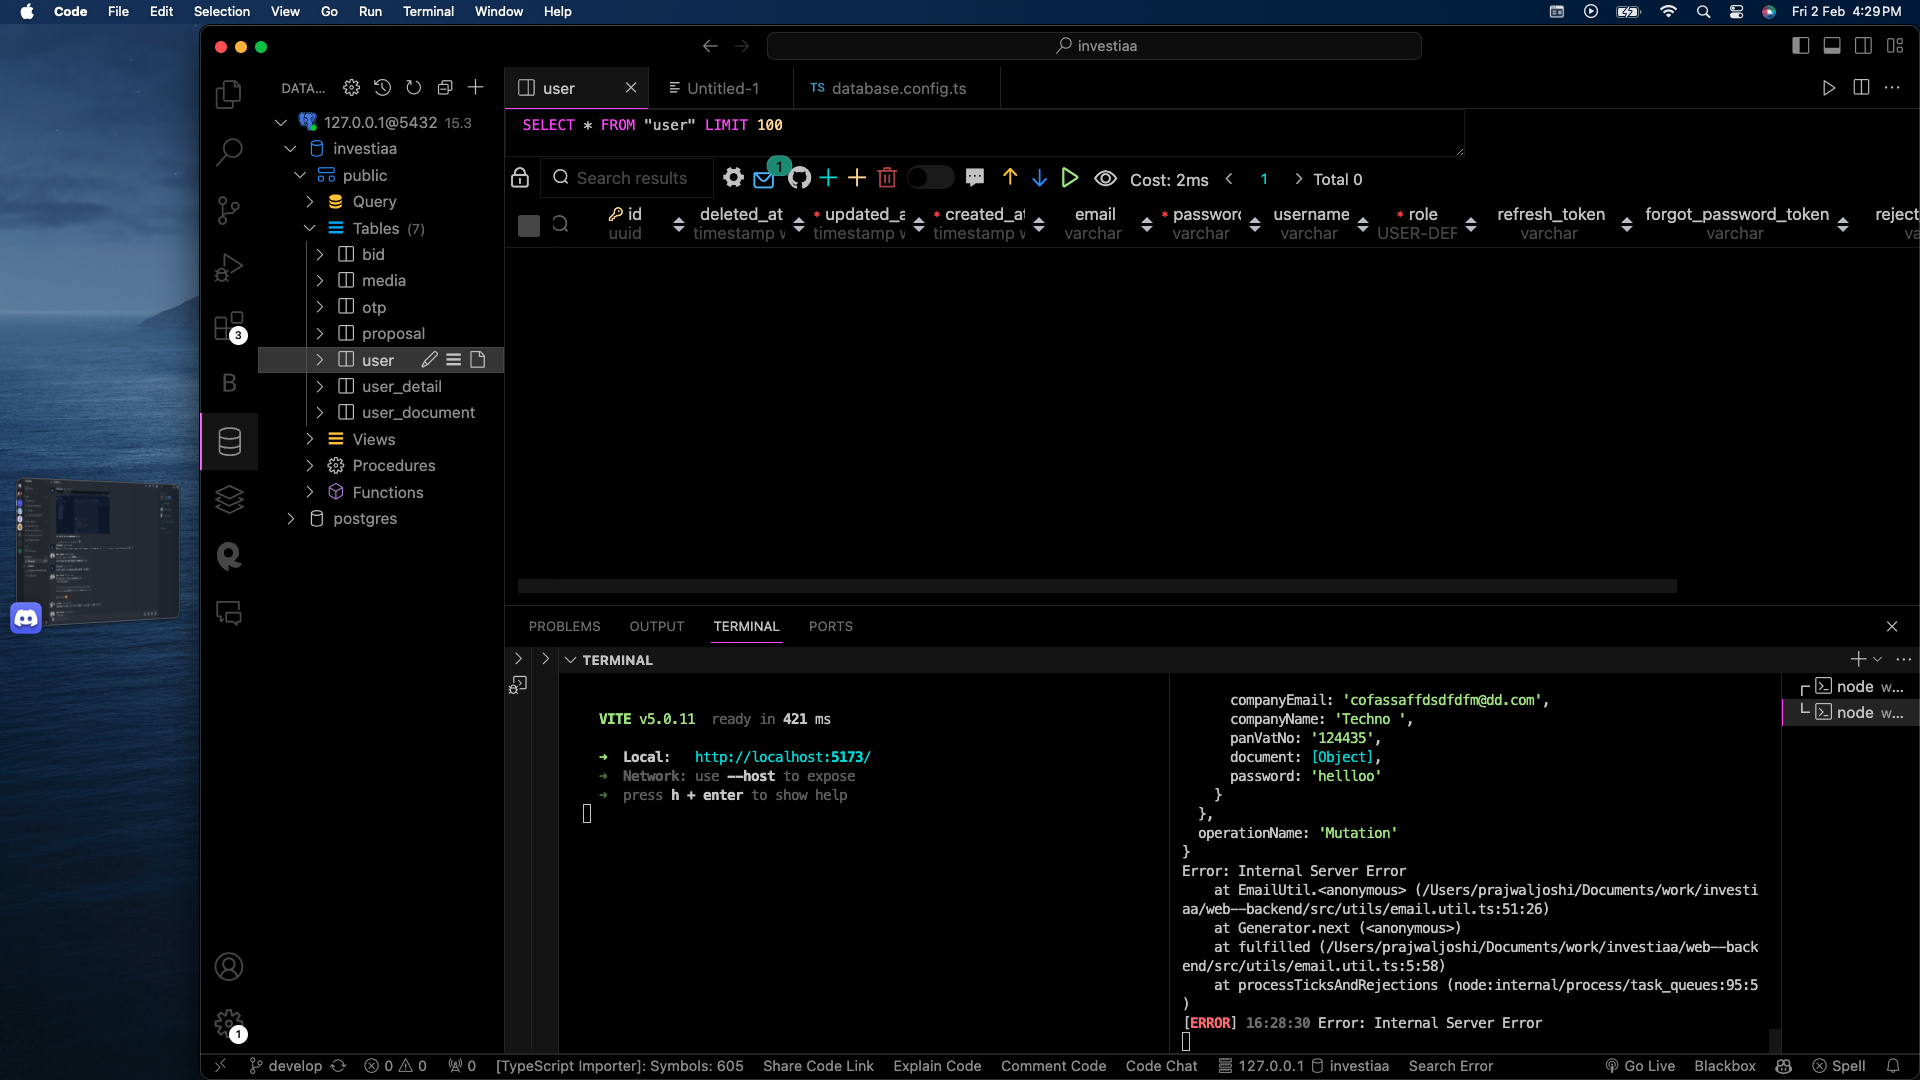 Code File Edit Selection View Go Run Terminal Window Help
Fri 2 Feb 4:29 PM
investiaa
DATA...
user
Untitled-1
TS database.config.ts
127.0.0.1@5432 15.3
investiaa
public
Query
Tables (7)
bid
media
otp
proposal
user
user_detail
user_document
Views
Procedures
Functions
postgres
3
B
1
SELECT * FROM "user" LIMIT 100
Search results
1
Cost: 2ms
1
Total 0
id
uuid
deleted_at
timestamp v
* updated_a
timestamp v
* created_at
timestamp v
email
varchar
* password
varchar
username
varchar
* role
USER-DEF
refresh_token
varchar
forgot_password_token
varchar
reject
va
PROBLEMS OUTPUT TERMINAL PORTS
TERMINAL
VITE v5.0.11 ready in 421 ms
➜ Local: http://localhost:5173/
➜ Network: use --host to expose
➜ press h + enter to show help
companyEmail: 'cofassaffdsdfdfm@dd.com',
companyName: 'Techno ',
panVatNo: '124435',
document: [Object],
password: 'hellloo'
}
},
operationName: 'Mutation'
}
Error: Internal Server Error
at EmailUtil.<anonymous> (/Users/prajwaljoshi/Documents/work/investi
aa/web--backend/src/utils/email.util.ts:51:26)
at Generator.next (<anonymous>)
at fulfilled (/Users/prajwaljoshi/Documents/work/investiaa/web--back
end/src/utils/email.util.ts:5:58)
at processTicksAndRejections (node:internal/process/task_queues:95:5
)
[ERROR] 16:28:30 Error: Internal Server Error
node w...
node w...
develop 0 0 0 [TypeScript Importer]: Symbols: 605 Share Code Link Explain Code Comment Code Code Chat 127.0.0.1 investiaa Search Error Go Live Blackbox Spell